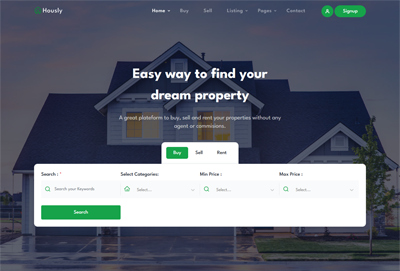 Hously
Home Buy Sell Listing Pages Contact Signup
Easy way to find your
dream property
A great plateform to buy, sell and rent your properties without any
agent or commisions.
Buy Sell Rent
Search : * Select Categories: Min Price : Max Price :
Search your Keywords Select... Select... Select...
Search